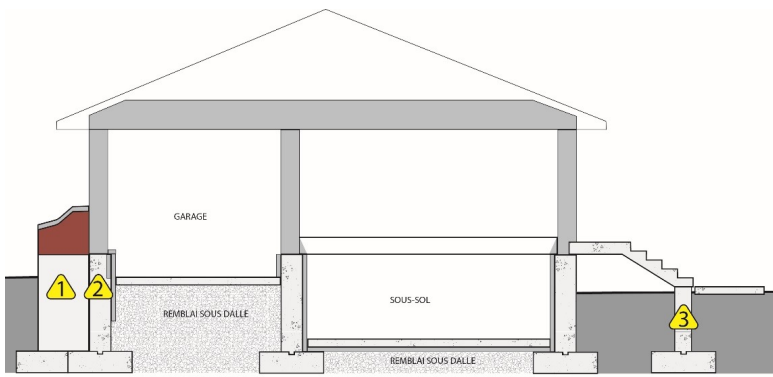 GARAGE
1
2
REMBLAI SOUS DALLE
SOUS-SOL
3
REMBLAI SOUS DALLE